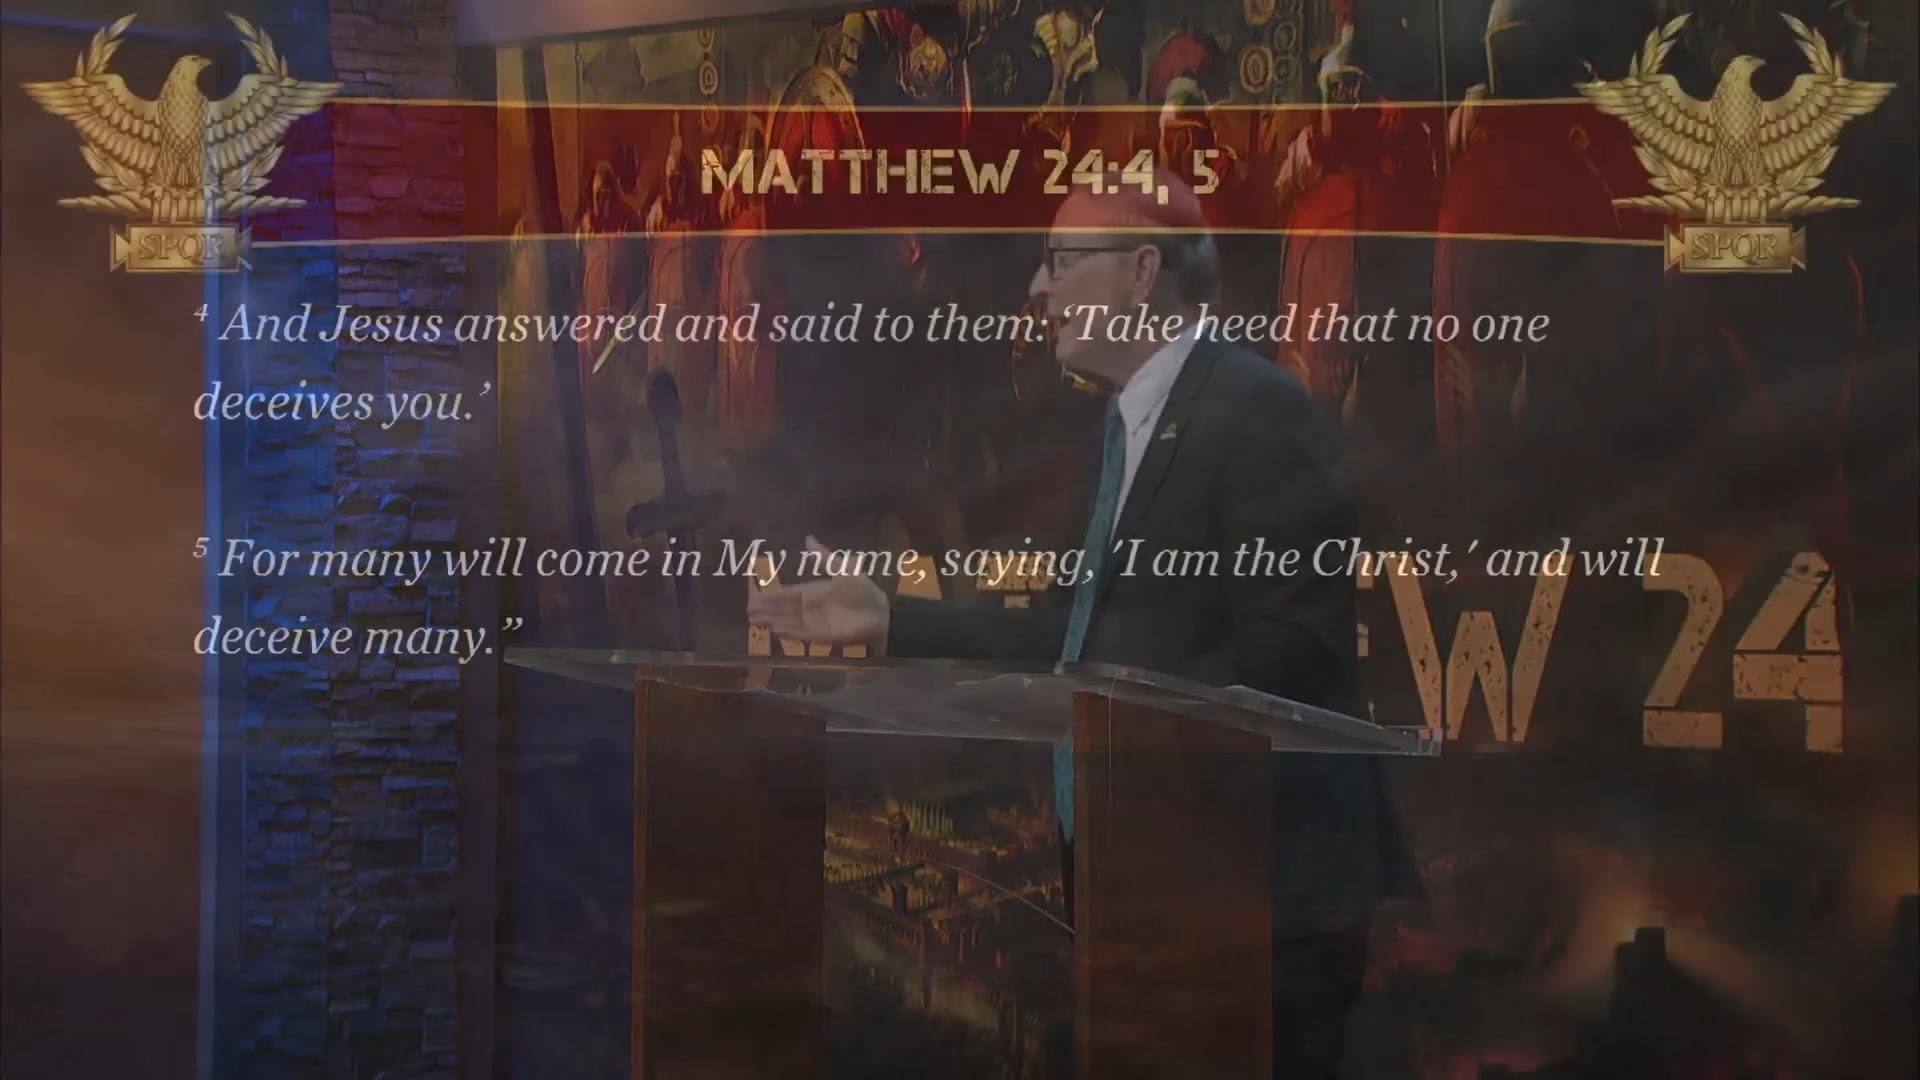 MATTHEW 24:4, 5
SPQR
SPQR
⁴ And Jesus answered and said to them: ‘Take heed that no one
deceives you.’
⁵ For many will come in My name, saying, 'I am the Christ,' and will
deceive many.”
EW 24